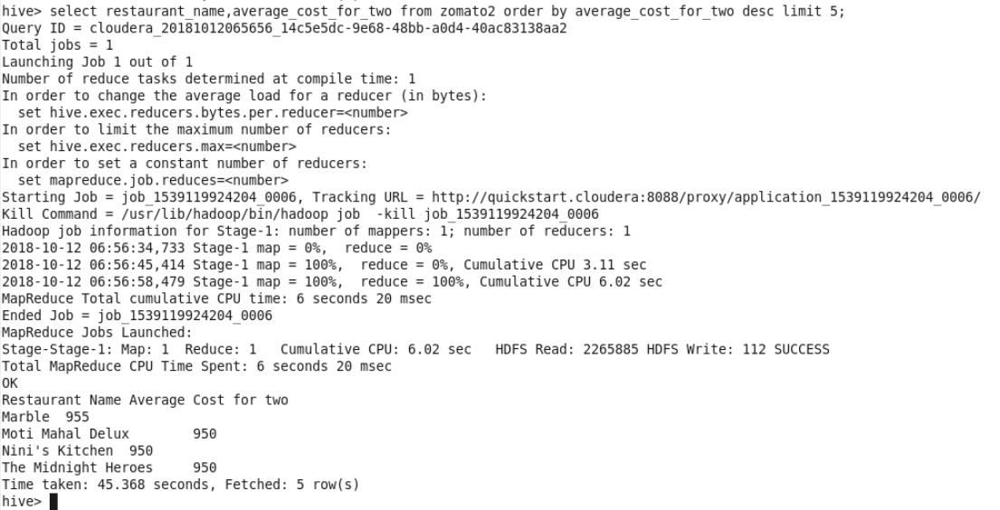 hive> select restaurant_name,average_cost_for_two from zomato2 order by average_cost_for_two desc limit 5;
Query ID = cloudera_20181012065656_14c5e5dc-9e68-48bb-a0d4-40ac83138aa2
Total jobs = 1
Launching Job 1 out of 1
Number of reduce tasks determined at compile time: 1
In order to change the average load for a reducer (in bytes):
  set hive.exec.reducers.bytes.per.reducer=<number>
In order to limit the maximum number of reducers:
  set hive.exec.reducers.max=<number>
In order to set a constant number of reducers:
  set mapreduce.job.reduces=<number>
Starting Job = job_1539119924204_0006, Tracking URL = http://quickstart.cloudera:8088/proxy/application_1539119924204_0006/
Kill Command = /usr/lib/hadoop/bin/hadoop job  -kill job_1539119924204_0006
Hadoop job information for Stage-1: number of mappers: 1; number of reducers: 1
2018-10-12 06:56:34,733 Stage-1 map = 0%,  reduce = 0%
2018-10-12 06:56:45,414 Stage-1 map = 100%,  reduce = 0%, Cumulative CPU 3.11 sec
2018-10-12 06:56:58,479 Stage-1 map = 100%,  reduce = 100%, Cumulative CPU 6.02 sec
MapReduce Total cumulative CPU time: 6 seconds 20 msec
Ended Job = job_1539119924204_0006
MapReduce Jobs Launched:
Stage-Stage-1: Map: 1  Reduce: 1   Cumulative CPU: 6.02 sec   HDFS Read: 2265885 HDFS Write: 112 SUCCESS
Total MapReduce CPU Time Spent: 6 seconds 20 msec
OK
Restaurant Name Average Cost for two
Marble  955
Moti Mahal Delux        950
Nini's Kitchen  950
The Midnight Heroes     950
Time taken: 45.368 seconds, Fetched: 5 row(s)
hive>